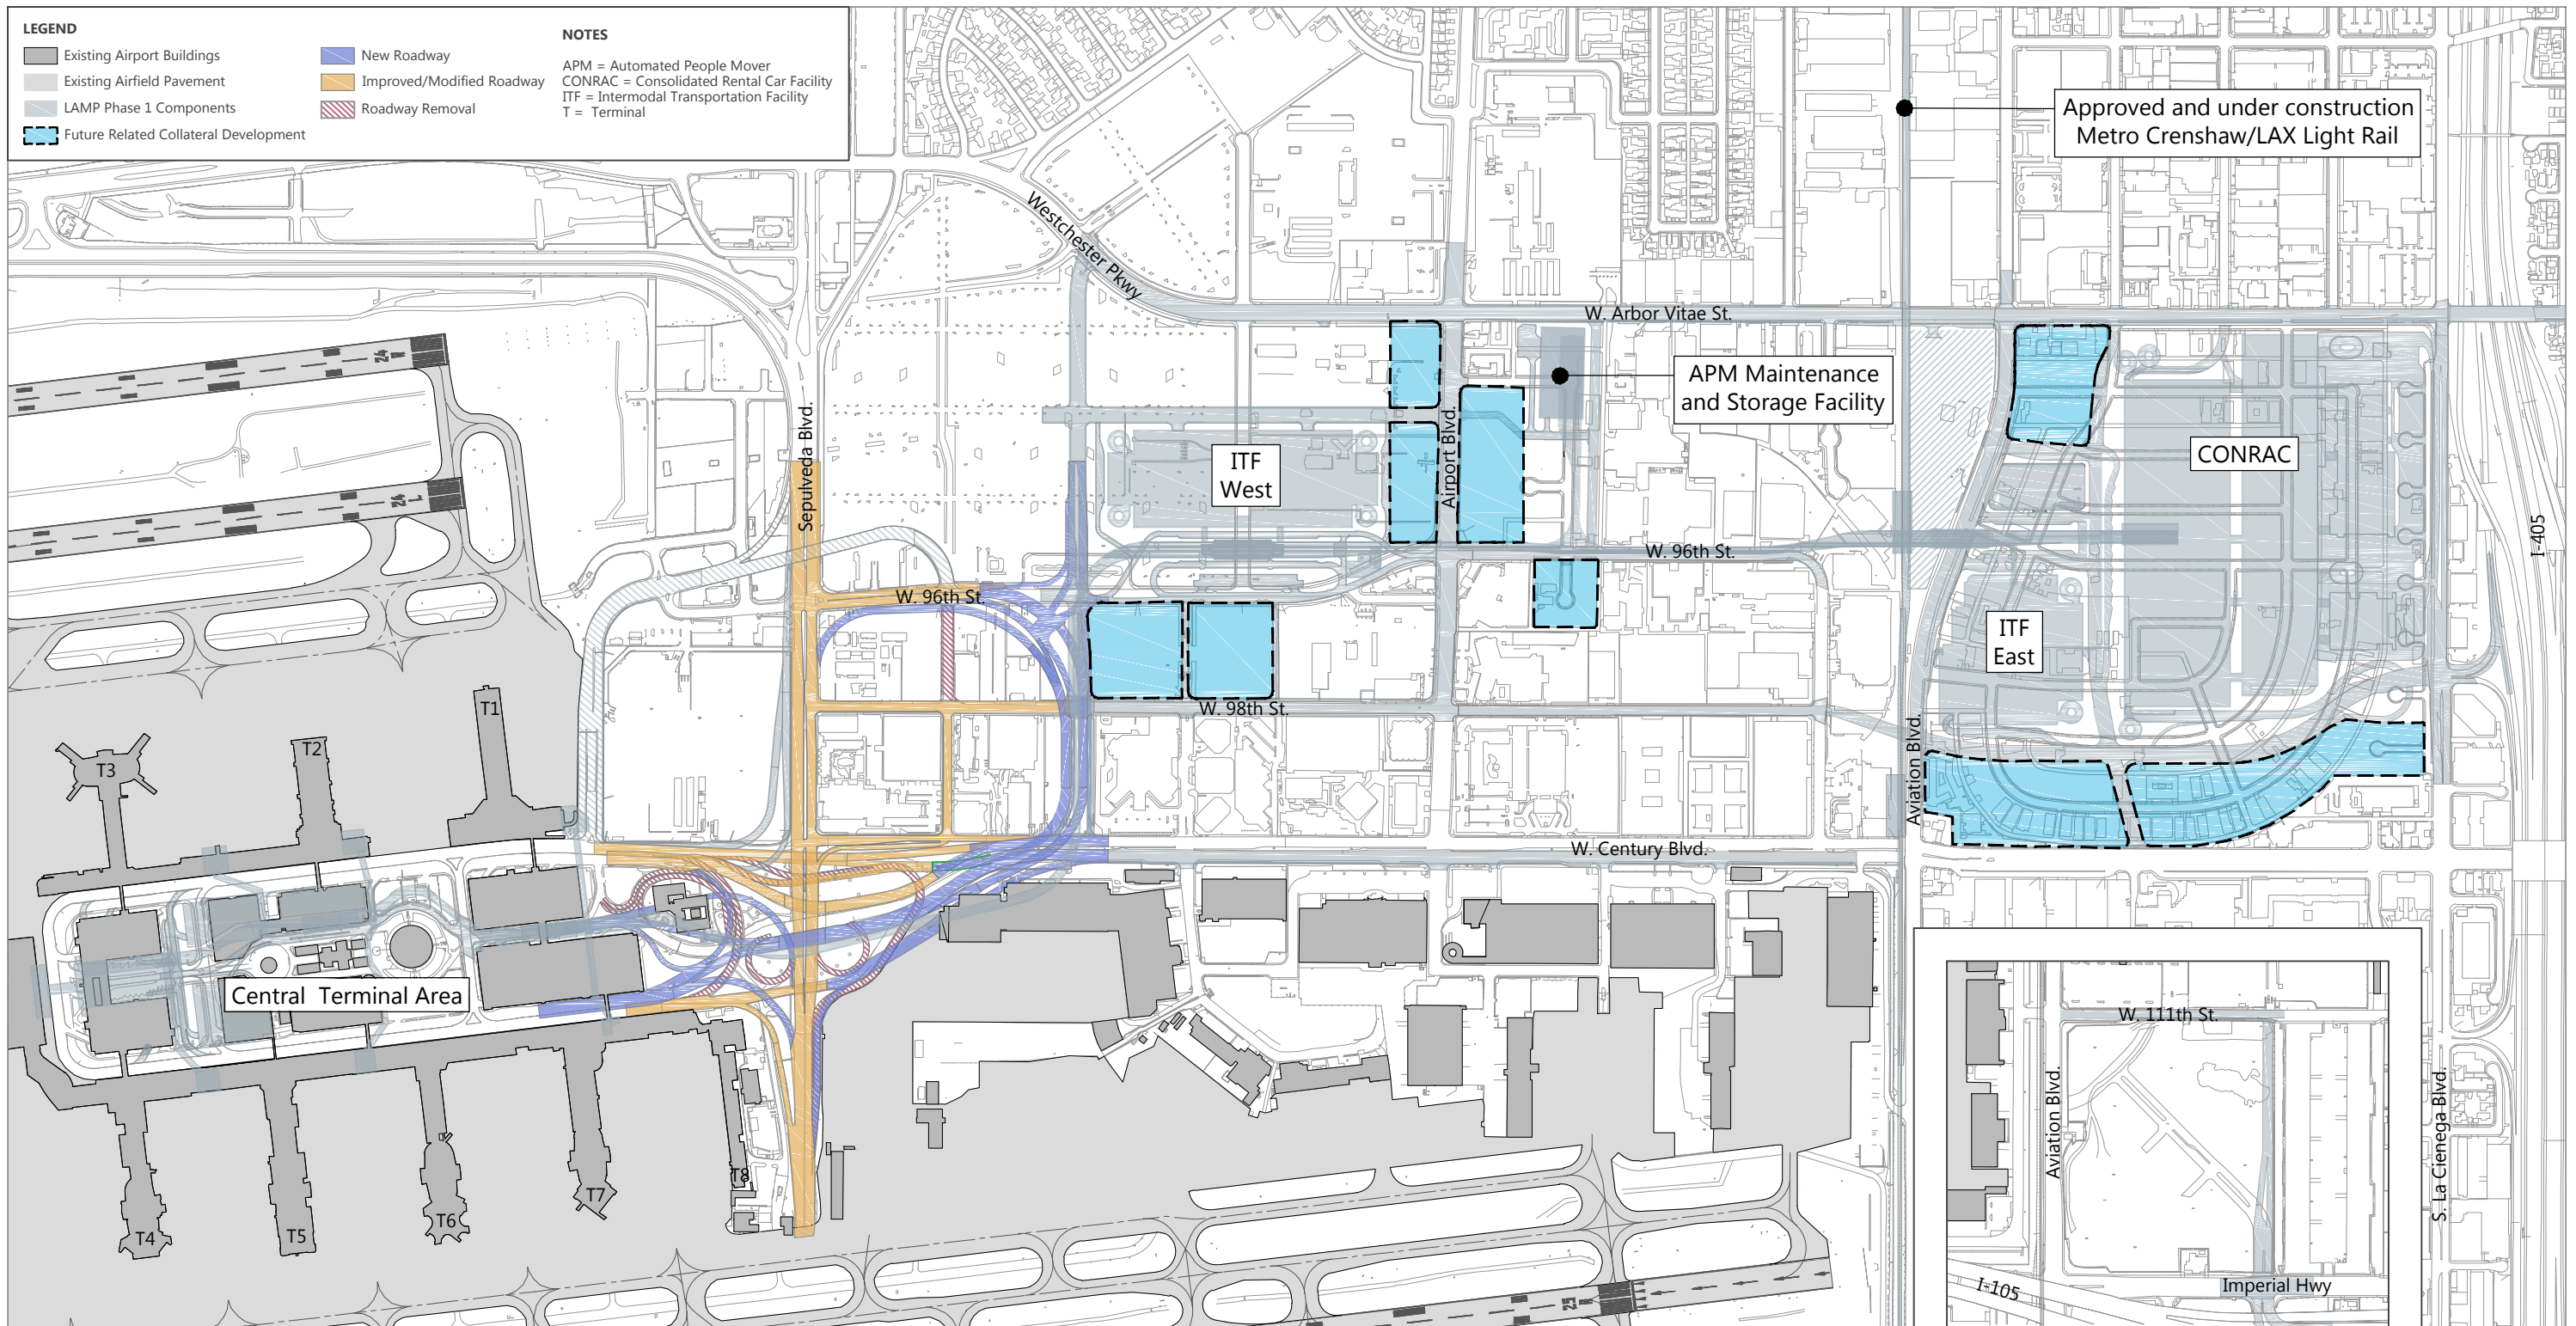 LEGEND
Existing Airport Buildings
Existing Airfield Pavement
LAMP Phase 1 Components
Future Related Collateral Development
New Roadway
Improved/Modified Roadway
Roadway Removal
NOTES
APM = Automated People Mover
CONRAC = Consolidated Rental Car Facility
ITF = Intermodal Transportation Facility
T = Terminal
Approved and under construction
Metro Crenshaw/LAX Light Rail
Westchester Pkwy
W. Arbor Vitae St.
APM Maintenance
and Storage Facility
24
R
24
L
Sepulveda Blvd.
Airport Blvd.
ITF
West
CONRAC
I-405
W. 96th St.
W. 96th St.
ITF
East
W. 98th St.
Aviation Blvd.
T1
T2
T3
W. Century Blvd.
Central Terminal Area
T4
T5
T6
T7
T8
W. 111th St.
Aviation Blvd.
S. La Cienega Blvd.
Imperial Hwy
I-105
25